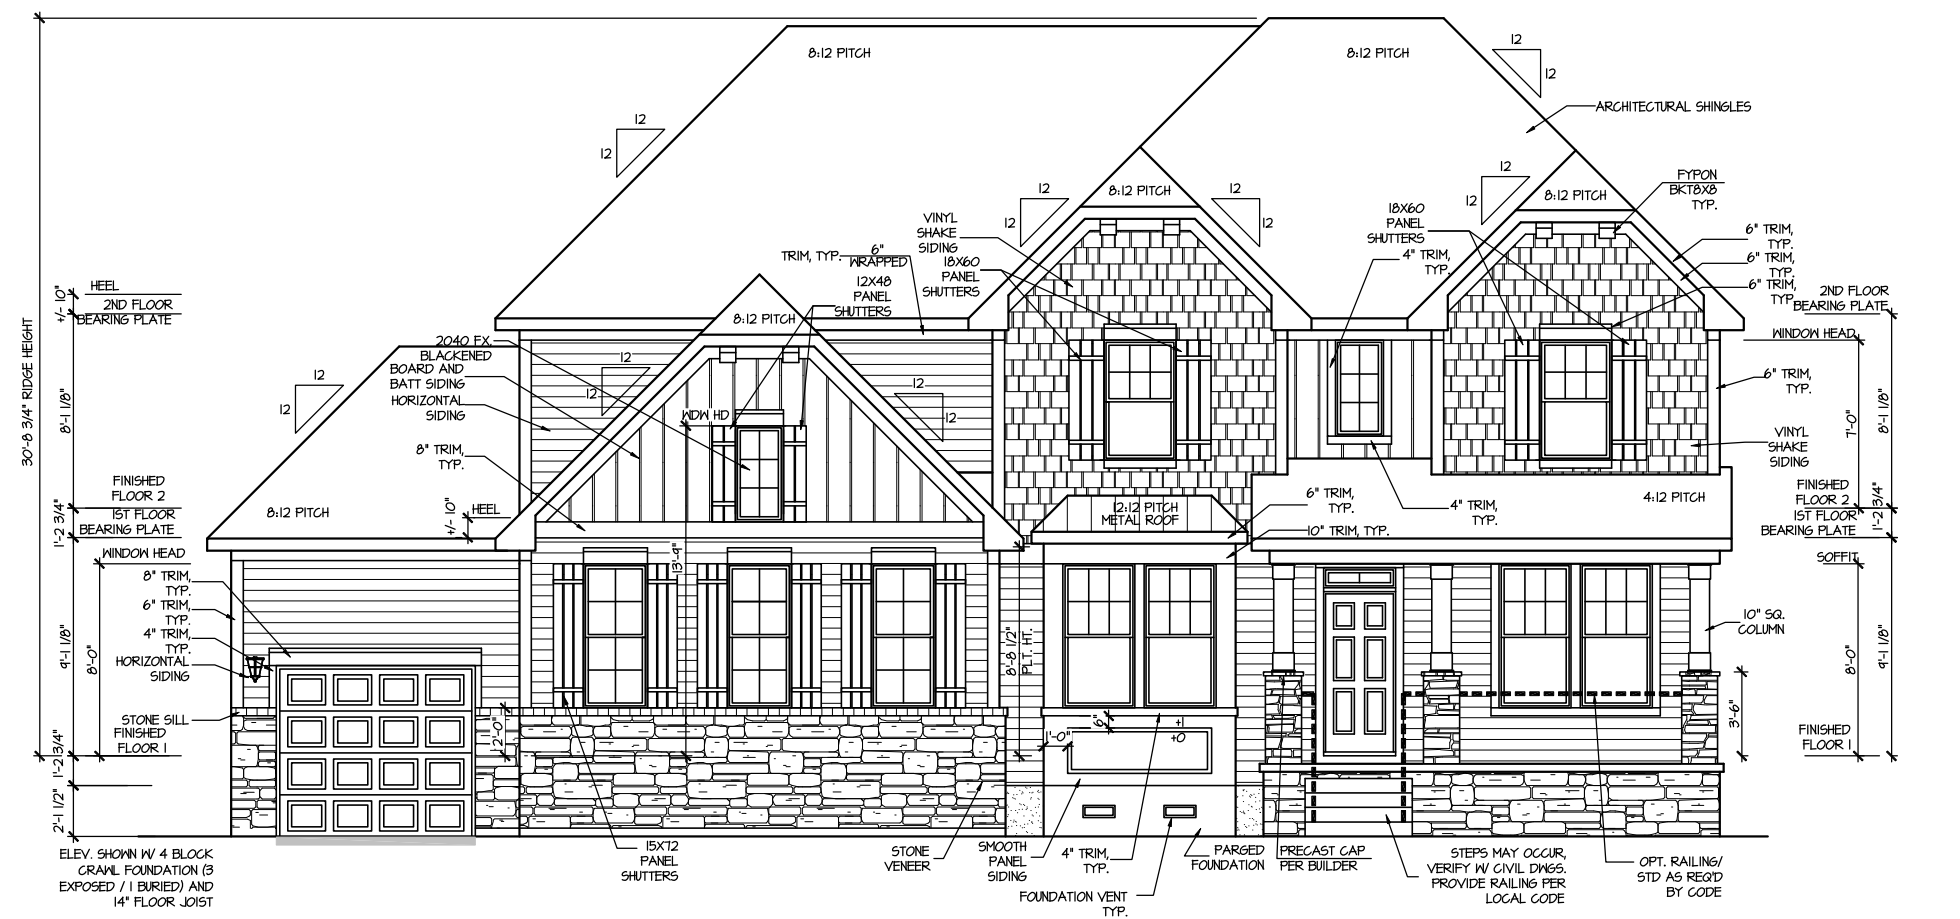 8:12 PITCH
8:12 PITCH
12
12
ARCHITECTURAL SHINGLES
12
12
FYPON
BKT8X8
TYP.
12
12
8:12 PITCH
8:12 PITCH
12
12
12
12
18X60
PANEL
SHUTTERS
4" TRIM,
TYP.
6" TRIM,
TYP.
6" TRIM,
TYP.
6" TRIM,
TYP.
VINYL
SHAKE
SIDING
18X60
PANEL
SHUTTERS
TRIM, TYP. 6"
WRAPPED
12X48
PANEL
SHUTTERS
8:12 PITCH
30'-8 3/4" RIDGE HEIGHT
+/- 10"
HEEL
2ND FLOOR
BEARING PLATE
8'-1 1/8"
FINISHED
FLOOR 2
1ST FLOOR
BEARING PLATE
1'-2 3/4"
WINDOW HEAD
9'-1 1/8"
8'-0"
12
12
8:12 PITCH
2040 FX.
BLACKENED
BOARD AND
BATT SIDING
HORIZONTAL
SIDING
8" TRIM,
TYP.
+/- 10"
HEEL
12
12
WDW HD
12
12
13'-9"
12:12 PITCH
METAL ROOF
6" TRIM,
TYP.
10" TRIM, TYP.
4" TRIM,
TYP.
4:12 PITCH
2ND FLOOR
BEARING PLATE
WINDOW HEAD
6" TRIM,
TYP.
7'-0"
8'-1 1/8"
VINYL
SHAKE
SIDING
FINISHED
FLOOR 2
1ST FLOOR
BEARING PLATE
1'-2 3/4"
SOFFIT
10" SQ.
COLUMN
8'-0"
9'-1 1/8"
3'-6"
FINISHED
FLOOR 1
8" TRIM,
TYP.
6" TRIM,
TYP.
4" TRIM,
TYP.
HORIZONTAL
SIDING
STONE SILL
FINISHED
FLOOR 1
1'-2 3/4"
2'-1 1/2"
2'-0"
8'-8 1/2"
PLT. HT.
1'-0"
6"
+1
+0
ELEV. SHOWN W/ 4 BLOCK
CRAWL FOUNDATION (3
EXPOSED / 1 BURIED) AND
14" FLOOR JOIST
15X72
PANEL
SHUTTERS
STONE
VENEER
SMOOTH
PANEL
SIDING
4" TRIM,
TYP.
FOUNDATION VENT
TYP.
PARGED
FOUNDATION
PRECAST CAP
PER BUILDER
STEPS MAY OCCUR,
VERIFY W/ CIVIL DWGS.
PROVIDE RAILING PER
LOCAL CODE
OPT. RAILING/
STD AS REQ'D
BY CODE